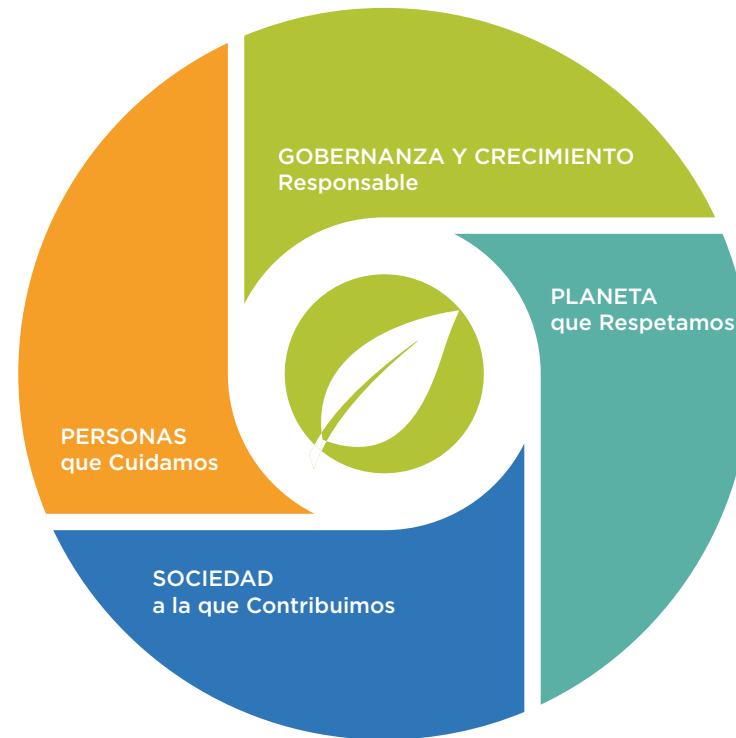 GOBERNANZA Y CRECIMIENTO
Responsable
PLANETA
que Respetamos
PERSONAS
que Cuidamos
SOCIEDAD
a la que Contribuimos